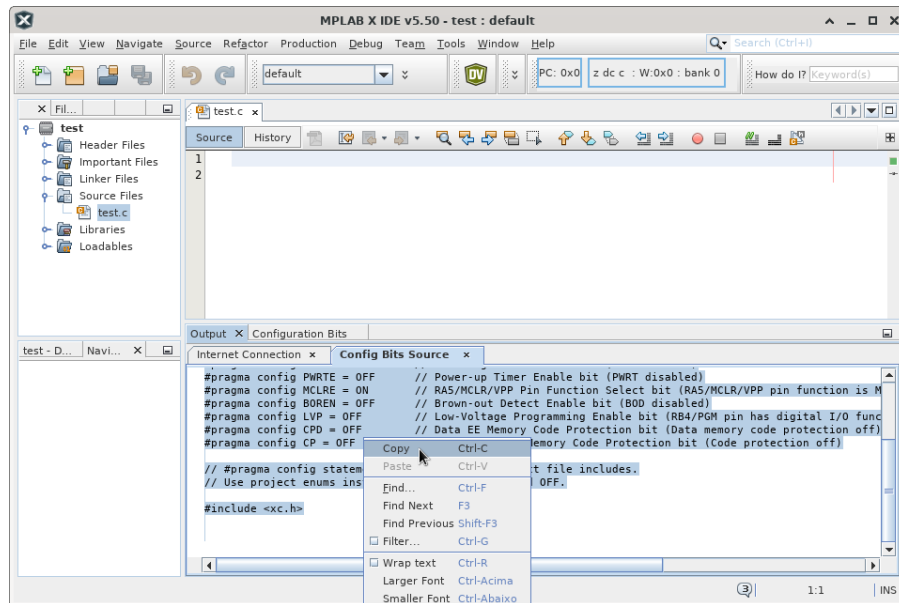 MPLAB X IDE v5.50 - test : default
File Edit View Navigate Source Refactor Production Debug Team Tools Window Help
Search (Ctrl+I)
default
DV
PC: 0x0
z dc c : W:0x0 : bank 0
How do I? Keyword(s)
Fil...
test
Header Files
Important Files
Linker Files
Source Files
test.c
Libraries
Loadables
test - D...
Navi...
test.c
Source
History
1
2
Output
Configuration Bits
Internet Connection
Config Bits Source
#pragma config PWRTE = OFF // Power-up Timer Enable bit (PWRT disabled)
#pragma config MCLRE = ON // RA5/MCLR/VPP Pin Function Select bit (RA5/MCLR/VPP pin function is M
#pragma config BOREN = OFF // Brown-out Detect Enable bit (BOD disabled)
#pragma config LVP = OFF // Low-Voltage Programming Enable bit (RB4/PGM pin has digital I/O func
#pragma config CPD = OFF // Data EE Memory Code Protection bit (Data memory code protection off)
#pragma config CP = OFF emory Code Protection bit (Code protection off)
// #pragma config statem t file includes.
// Use project enums ins OFF.
#include <xc.h>
Copy Ctrl-C
Paste Ctrl-V
Find... Ctrl-F
Find Next F3
Find Previous Shift-F3
Filter... Ctrl-G
Wrap text Ctrl-R
Larger Font Ctrl-Acima
Smaller Font Ctrl-Abaixo
3
1:1
INS